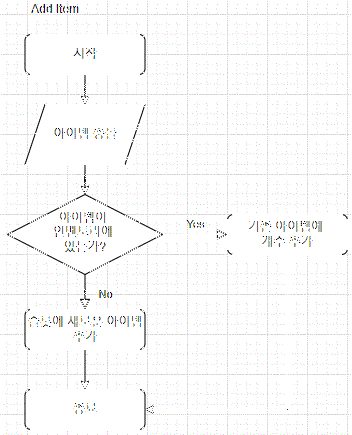 Add Item
시작
아이템 종류
아이템이
인벤토리에
있는가?
Yes
기존 아이템에
개수 추가
No
슬롯에 새로운 아이템
추가
종료